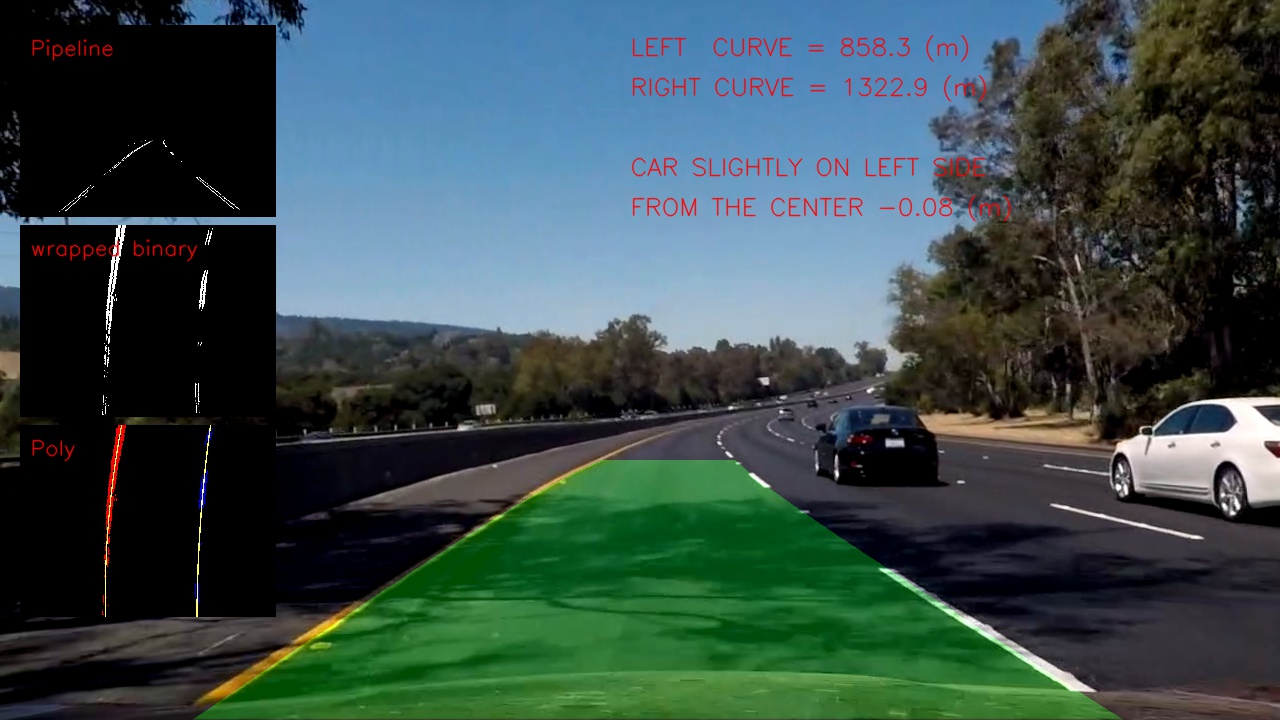 Pipeline
LEFT  CURVE = 858.3 (m)
RIGHT CURVE = 1322.9 (m)
CAR SLIGHTLY ON LEFT SIDE
FROM THE CENTER -0.08 (m)
wrapped binary
Poly